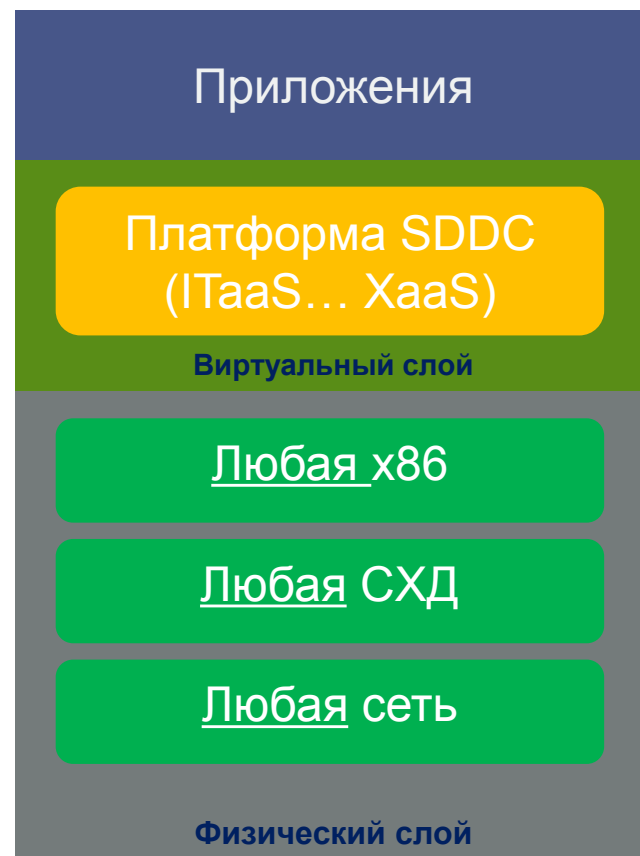 Приложения
Платформа SDDC
(ITaaS... XaaS)
Виртуальный слой
Любая x86
Любая СХД
Любая сеть
Физический слой